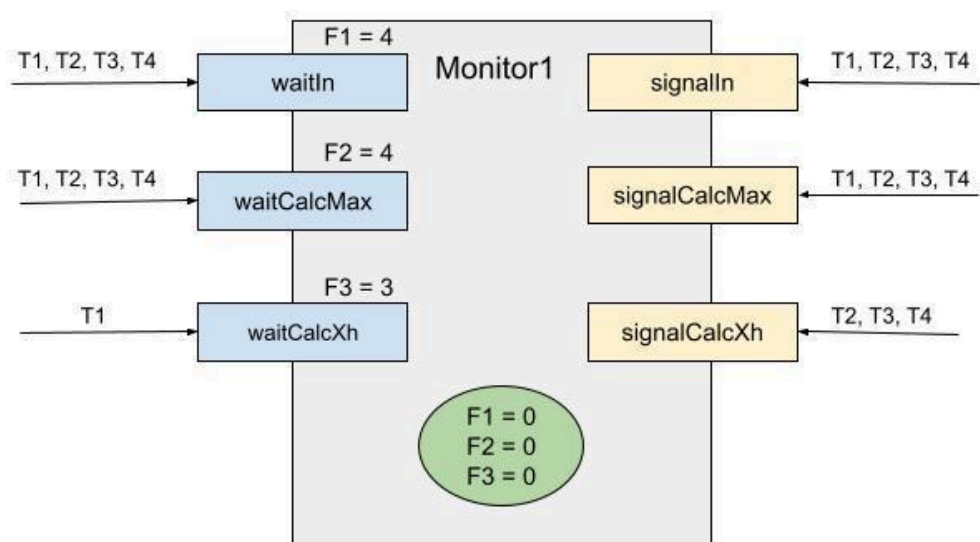 F1 = 4
T1, T2, T3, T4
waitIn
Monitor1
signalIn
T1, T2, T3, T4
F2 = 4
T1, T2, T3, T4
waitCalcMax
signalCalcMax
T1, T2, T3, T4
F3 = 3
T1
waitCalcXh
signalCalcXh
T2, T3, T4
F1 = 0
F2 = 0
F3 = 0